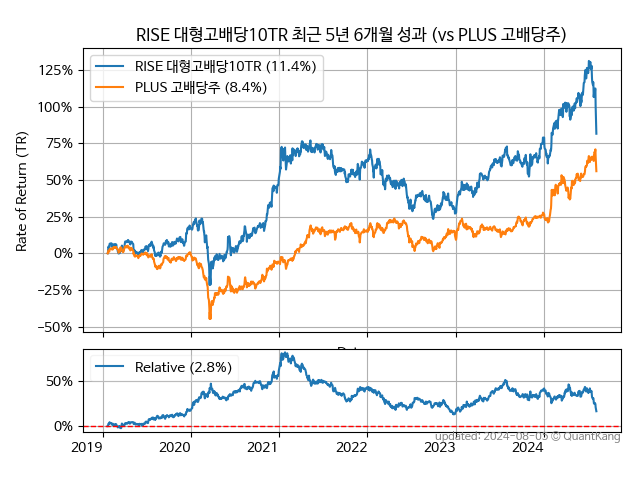 RISE 대형고배당10TR 최근 5년 6개월 성과 (vs PLUS 고배당주)
Rate of Return (TR)
125%
100%
75%
50%
25%
0%
−25%
−50%
RISE 대형고배당10TR (11.4%)
PLUS 고배당주 (8.4%)
50%
0%
Relative (2.8%)
2019
2020
2021
2022
2023
2024
updated: 2024-08-05 © QuantKang